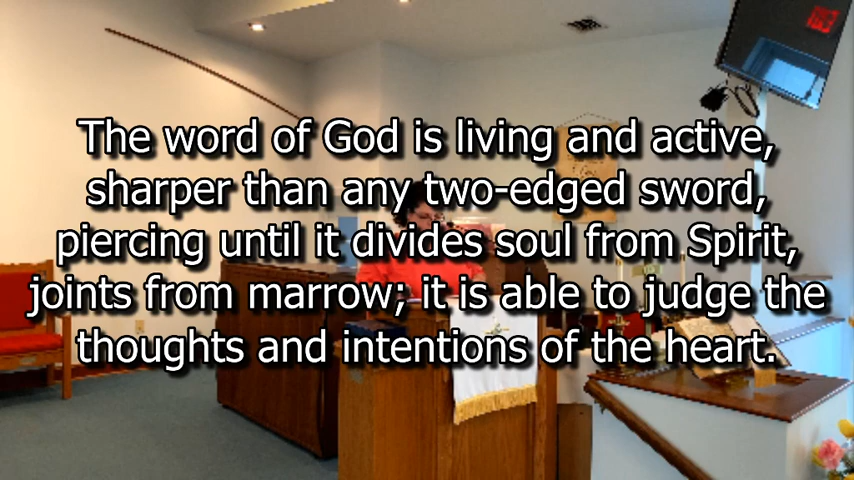 The word of God is living and active,
sharper than any two-edged sword,
piercing until it divides soul from Spirit,
joints from marrow; it is able to judge the
thoughts and intentions of the heart.